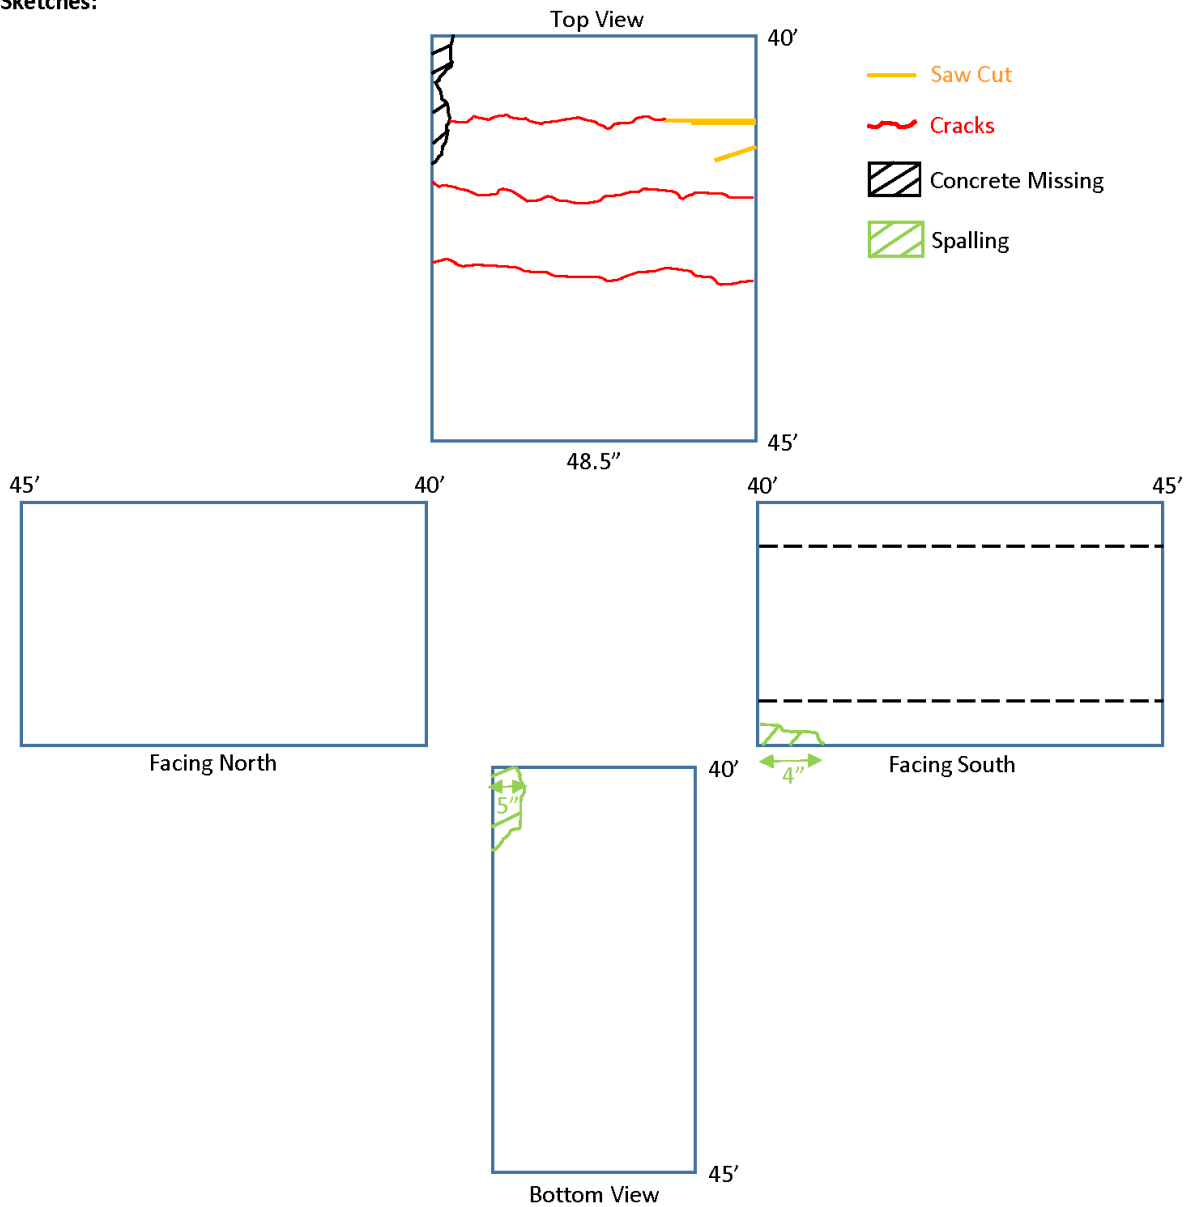 Sketches:
Top View
40’
Saw Cut
Cracks
Concrete Missing
Spalling
45’
48.5”
45’
40’
40’
45’
Facing North
4”
Facing South
40’
5”
45’
Bottom View